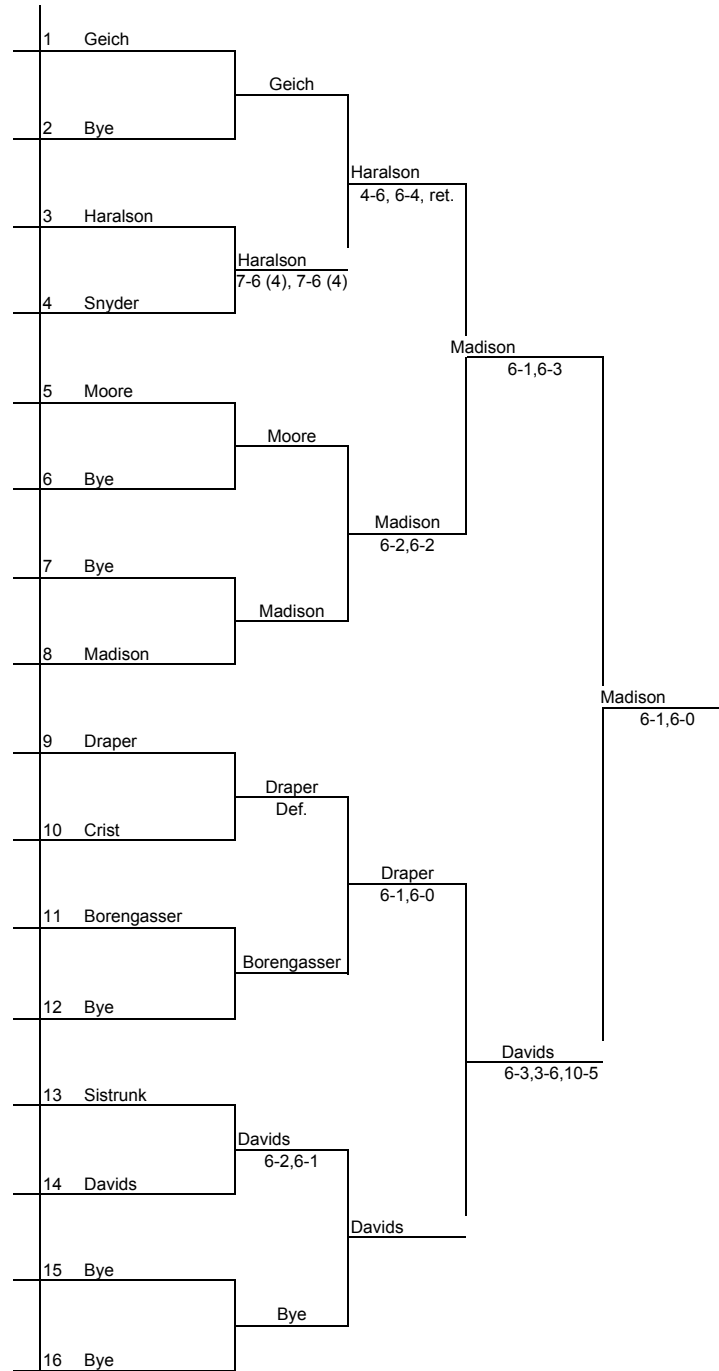 1 Geich
Geich
2 Bye
Haralson
4-6, 6-4, ret.
3 Haralson
Haralson
7-6 (4), 7-6 (4)
4 Snyder
Madison
6-1,6-3
5 Moore
Moore
6 Bye
Madison
6-2,6-2
7 Bye
Madison
8 Madison
Madison
6-1,6-0
9 Draper
Draper
Def.
10 Crist
Draper
6-1,6-0
11 Borengasser
Borengasser
12 Bye
Davids
6-3,3-6,10-5
13 Sistrunk
Davids
6-2,6-1
14 Davids
Davids
15 Bye
Bye
16 Bye